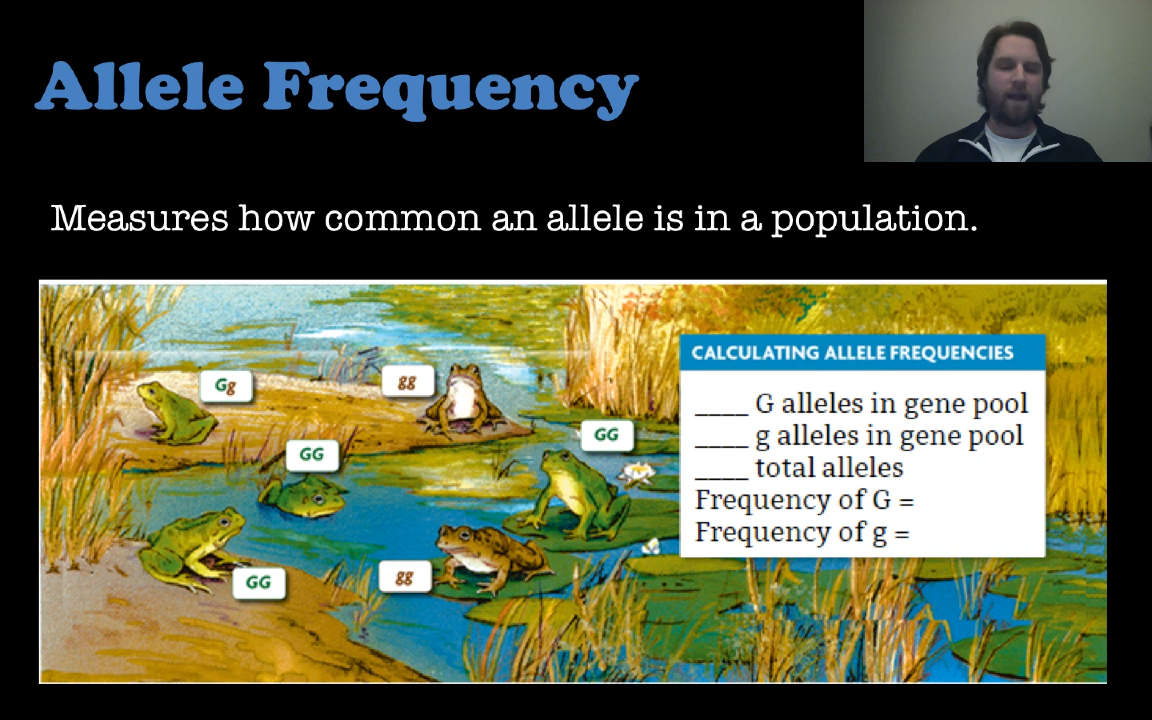 Allele Frequency
Measures how common an allele is in a population.
Gg
gg
GG
GG
GG
gg
CALCULATING ALLELE FREQUENCIES
____ G alleles in gene pool
____ g alleles in gene pool
____ total alleles
Frequency of G =
Frequency of g =